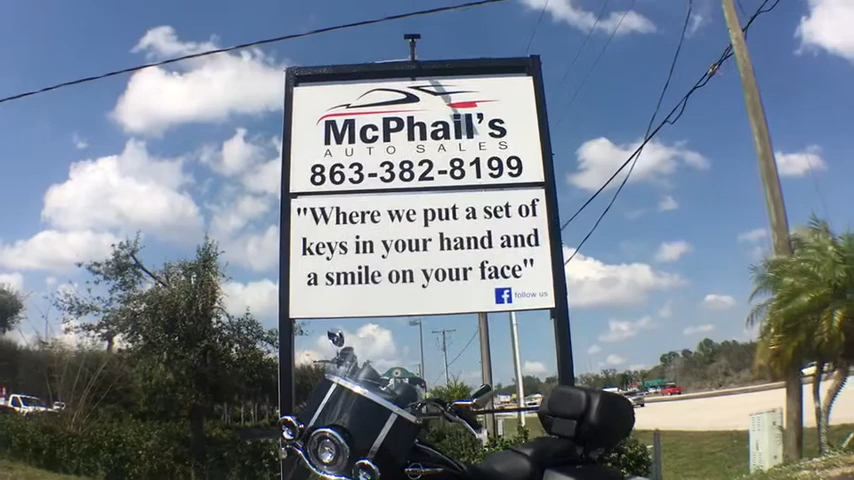 McPhail's
AUTO SALES
863-382-8199
"Where we put a set of
keys in your hand and
a smile on your face"
f follow us